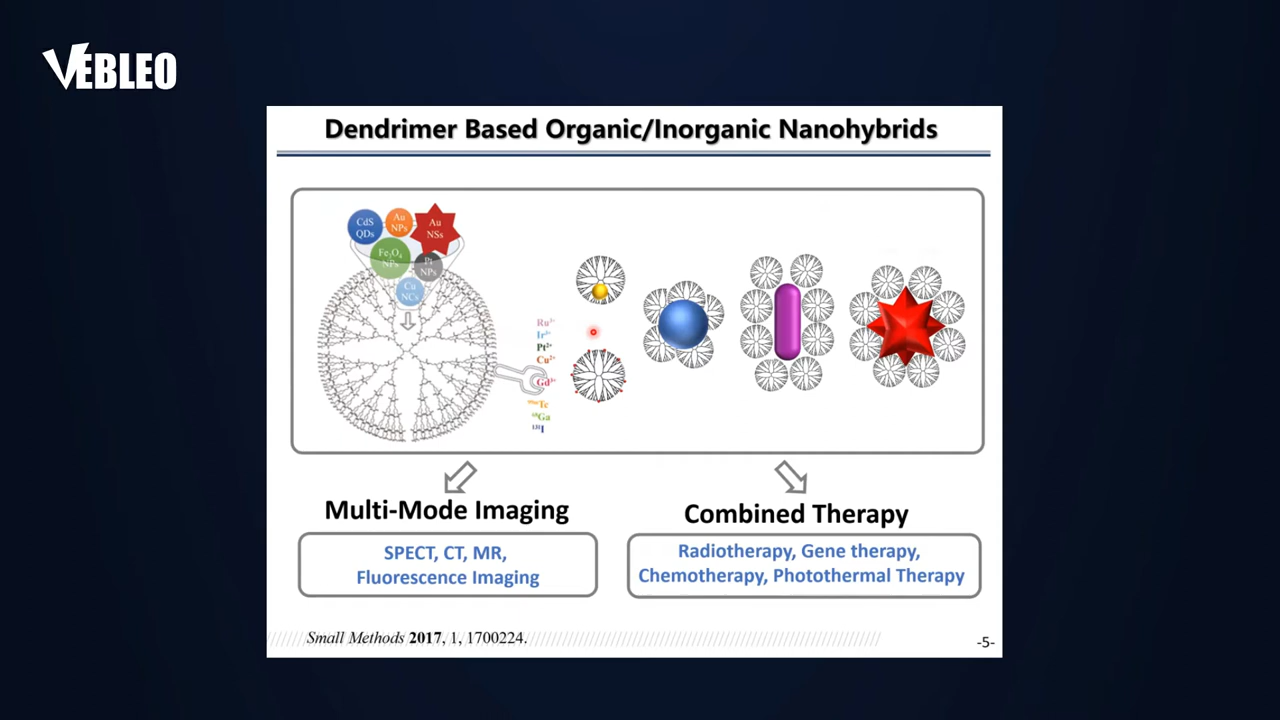 VEBLEO
Dendrimer Based Organic/Inorganic Nanohybrids
CdS
QDs
Au
NPs
Au
NSs
Fe3O4
NPs
Pt
NPs
Cu
NCs
Ru
Ir
Pt2+
Cu2+
Gd3+
99mTc
68Ga
131I
Multi-Mode Imaging
Combined Therapy
SPECT, CT, MR,
Fluorescence Imaging
Radiotherapy, Gene therapy,
Chemotherapy, Photothermal Therapy
Small Methods 2017, 1, 1700224.
-5-